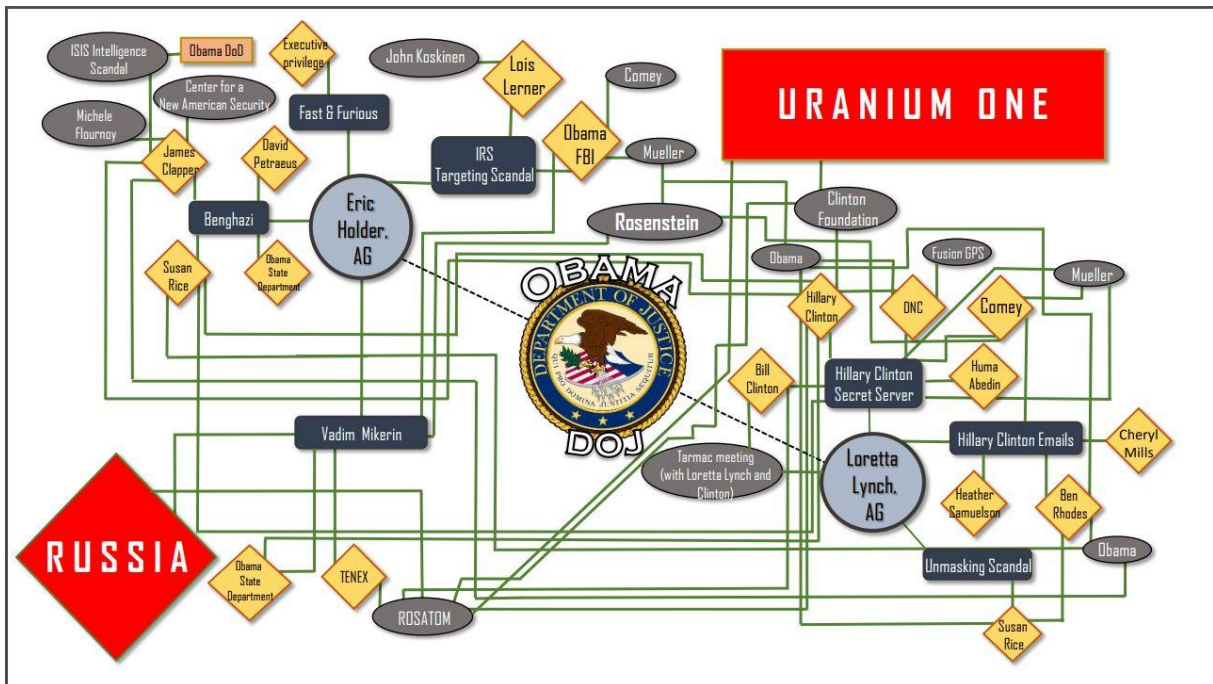 ISIS Intelligence
Scandal
Obama DoD
Executive
privilege
John Koskinen
Lois
Lerner
Comey
URANIUM ONE
Center for a
New American Security
Fast & Furious
Michele
Flournoy
James
Clapper
David
Petraeus
IRS
Targeting Scandal
Obama
FBI
Mueller
Benghazi
Eric
Holder,
AG
Rosenstein
Clinton
Foundation
Susan
Rice
Obama
State
Department
OBAMA
DEPARTMENT OF JUSTICE
QUI PRO DOMINA JUSTITIA SEQUITUR
DOJ
Obama
Fusion GPS
Mueller
Hillary
Clinton
DNC
Comey
Bill
Clinton
Hillary Clinton
Secret Server
Huma
Abedin
Vadim Mikerin
Hillary Clinton Emails
Cheryl
Mills
Tarmac meeting
(with Loretta Lynch and
Clinton)
Loretta
Lynch,
AG
Heather
Samuelson
Ben
Rhodes
RUSSIA
Obama
State
Department
TENEX
ROSATOM
Unmasking Scandal
Obama
Susan
Rice